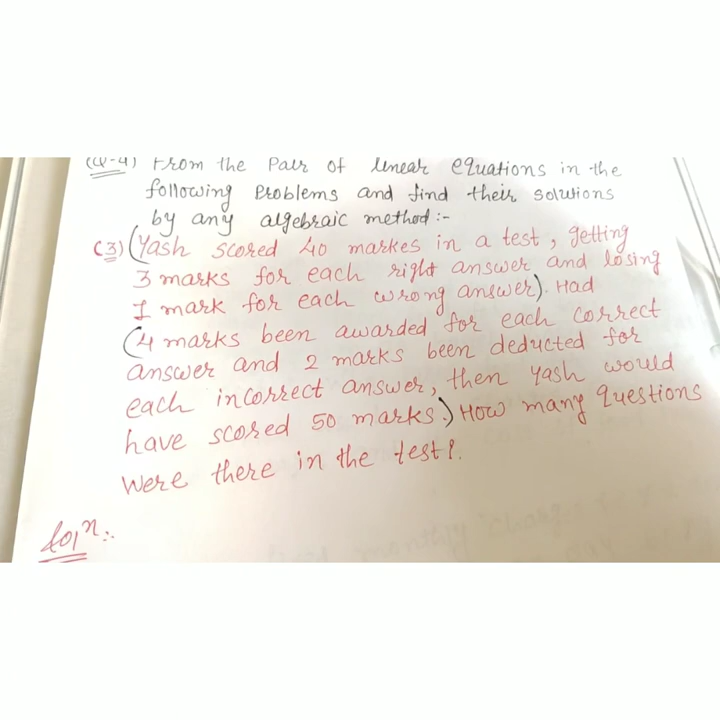 (Q-4) From the Pair of linear equations in the
following Problems and find their solutions
by any algebraic method:-
(3) (Yash scored 40 markes in a test, getting
3 marks for each right answer and losing
1 mark for each wrong answer). Had
(4 marks been awarded for each correct
answer and 2 marks been deducted for
each incorrect answer, then Yash would
have scored 50 marks.) How many questions
were there in the test?.
Solⁿ:-